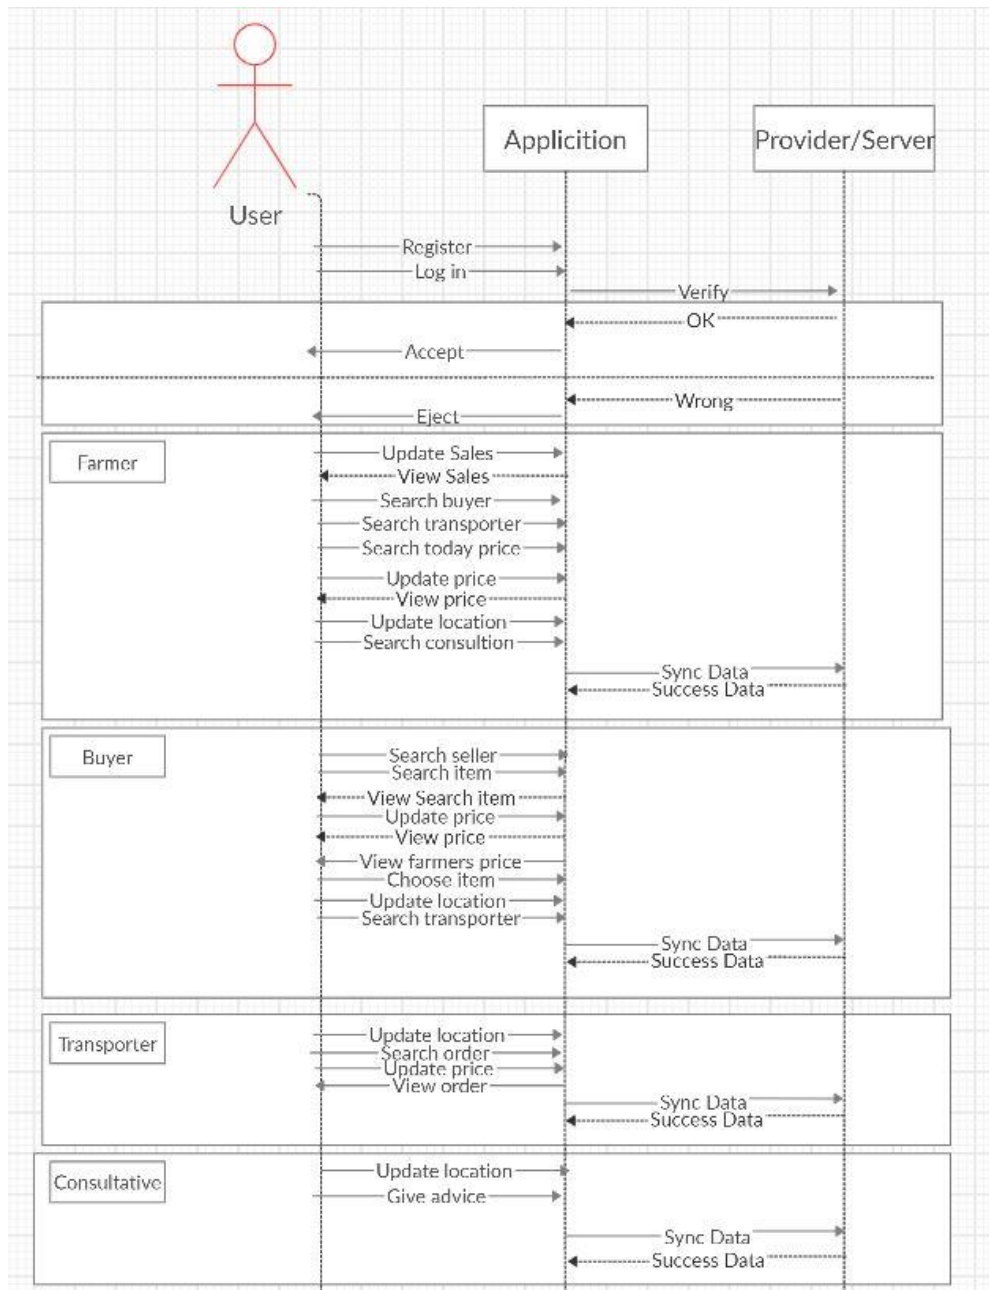 User
Applicition
Provider/Server
Register
Log in
Verify
OK
Accept
Wrong
Eject
Farmer
Update Sales
View Sales
Search buyer
Search transporter
Search today price
Update price
View price
Update location
Search consultion
Sync Data
Success Data
Buyer
Search seller
Search item
View Search item
Update price
View price
View farmers price
Choose item
Update location
Search transporter
Sync Data
Success Data
Transporter
Update location
Search order
Update price
View order
Sync Data
Success Data
Consultative
Update location
Give advice
Sync Data
Success Data